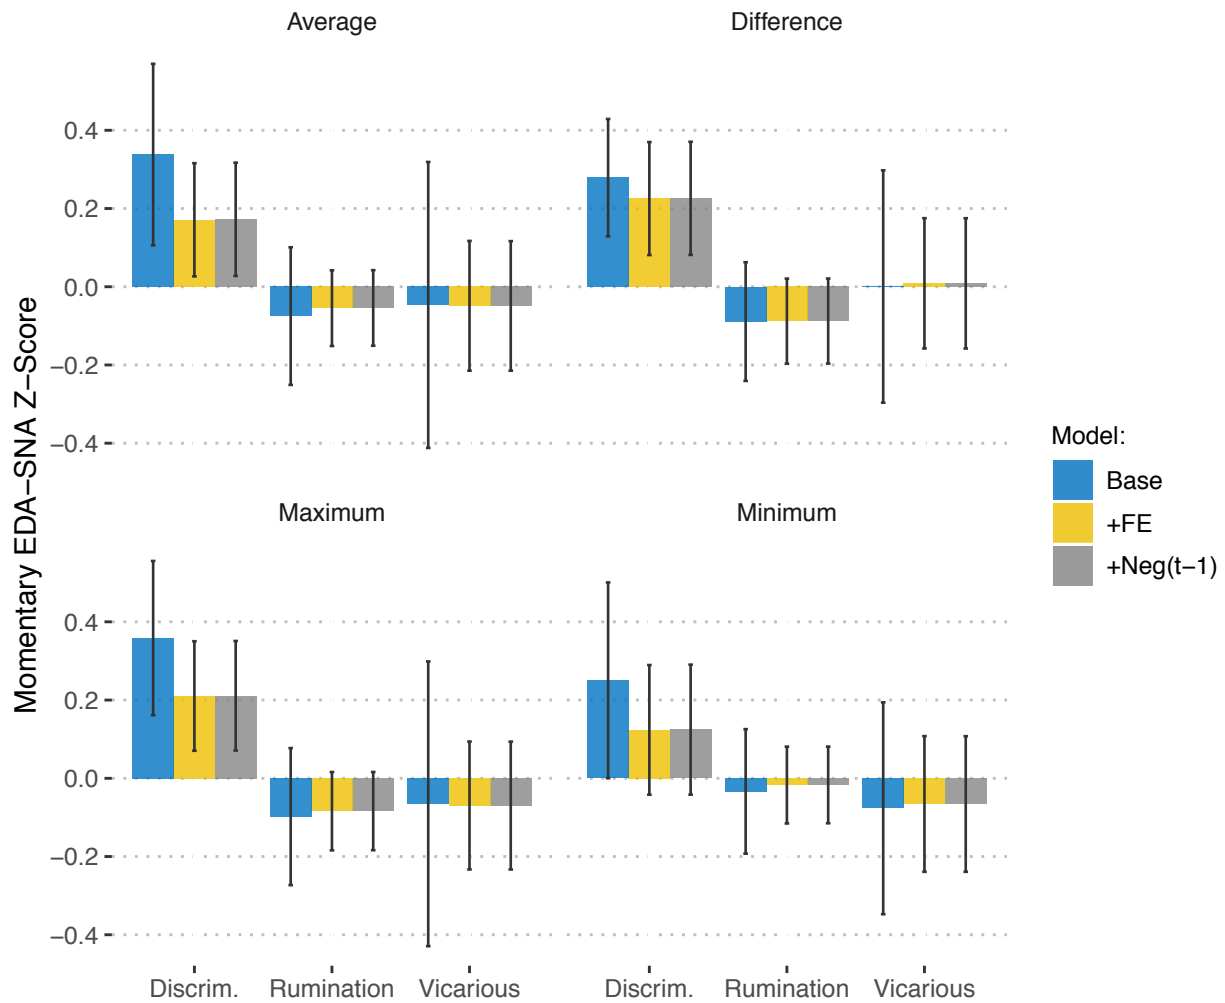 Average
Difference
Momentary EDA−SNA Z−Score
0.4
0.2
0.0
−0.2
−0.4
Maximum
Minimum
0.4
0.2
0.0
−0.2
−0.4
Discrim. Rumination Vicarious Discrim. Rumination Vicarious
Model:
Base
+FE
+Neg(t−1)